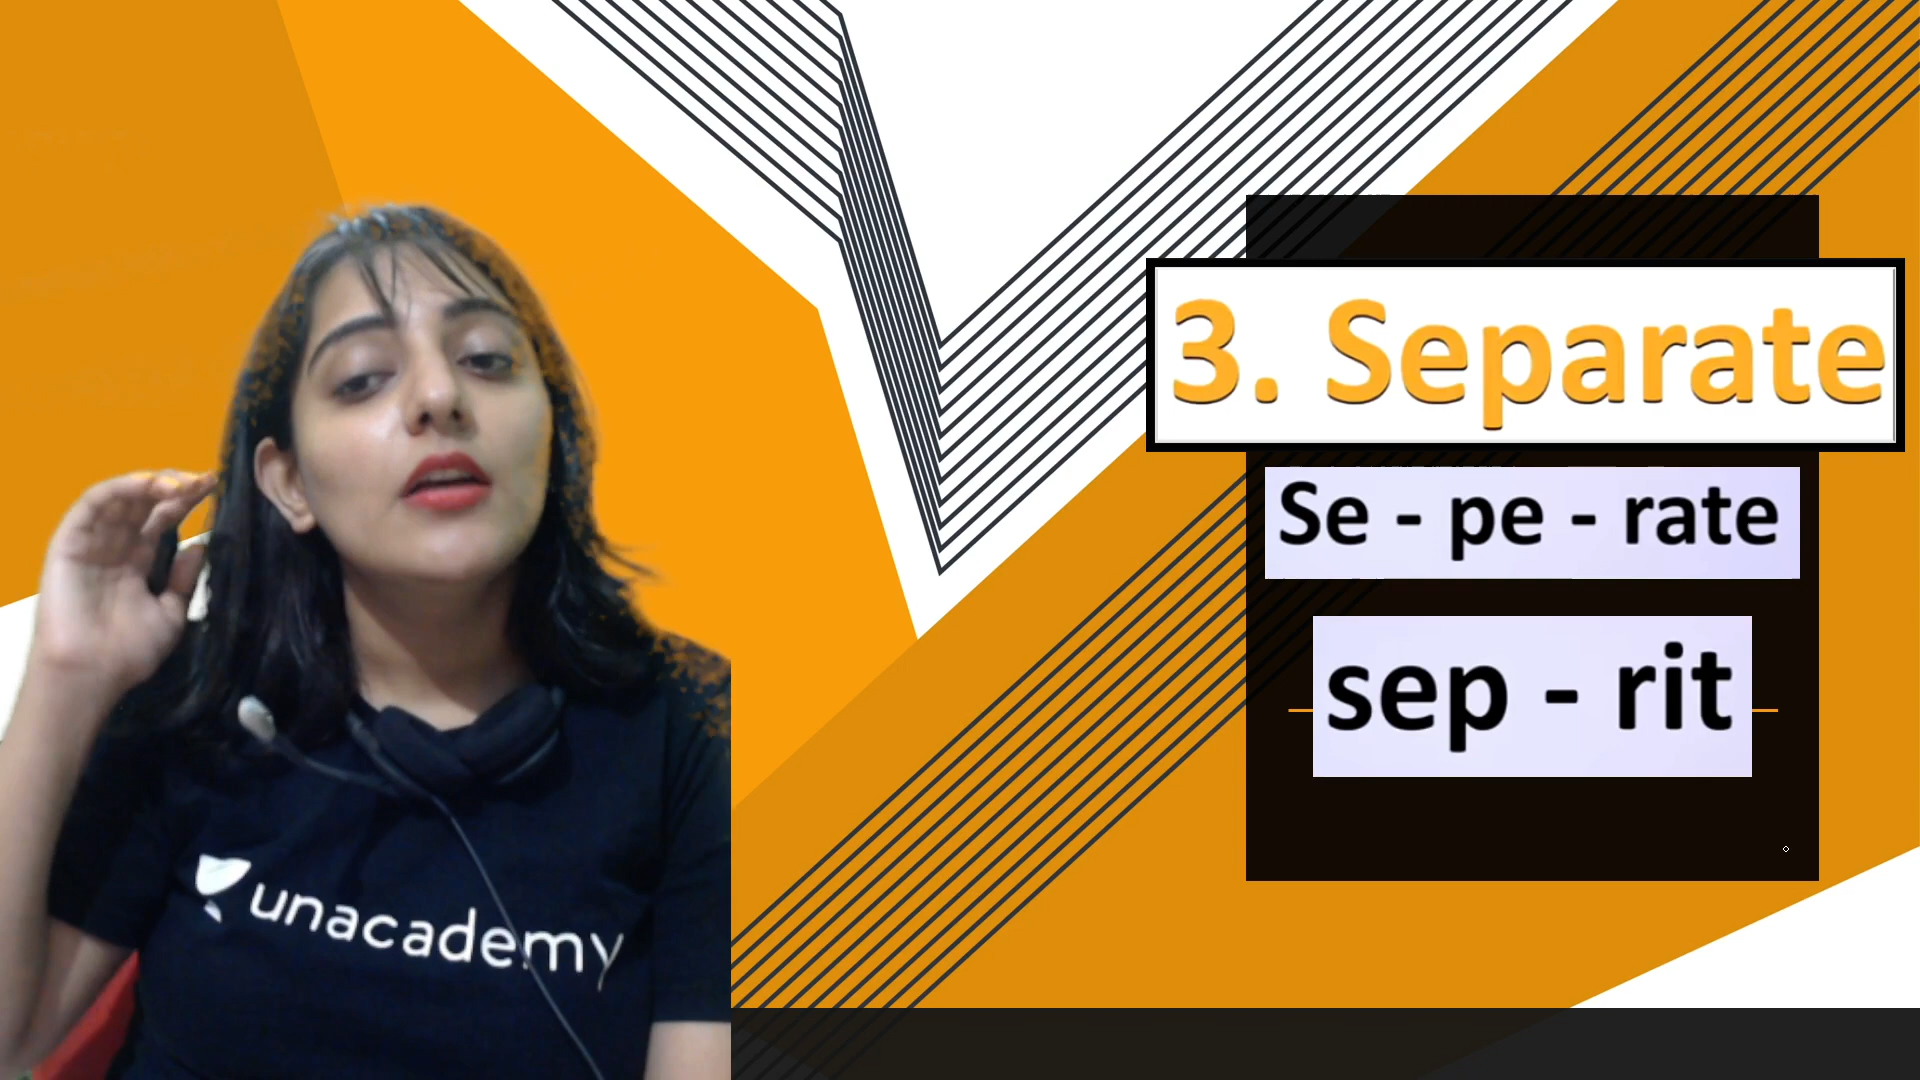 3. Separate
Se - pe - rate
sep - rit
unacademy